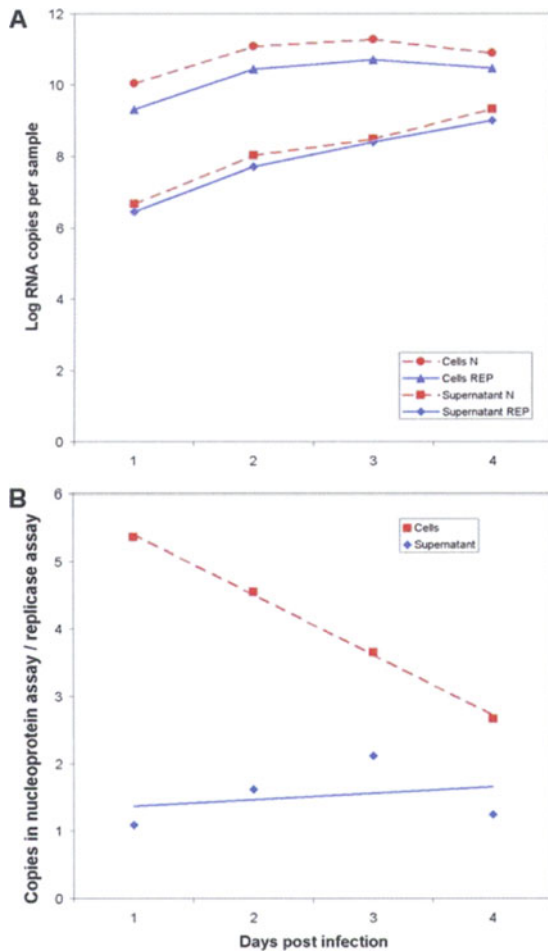 A
Log RNA copies per sample
12
10
8
6
4
2
0
Cells N
Cells REP
Supernatant N
Supernatant REP
1 2 3 4
B
Copies in nucleoprotein assay / replicase assay
6
5
4
3
2
1
0
Cells
Supernatant
1 2 3 4
Days post infection